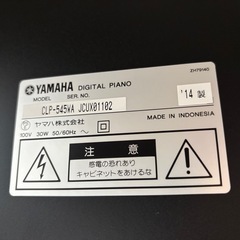 YAMAHA DIGITAL PIANO
ZH79140
MODEL SER. NO.
CLP-545WA JCUX01102
'14 製
ヤマハ株式会社
100V 30W 50/60Hz
MADE IN INDONESIA
注 意
感電の恐れあり
キャビネットをあけるな